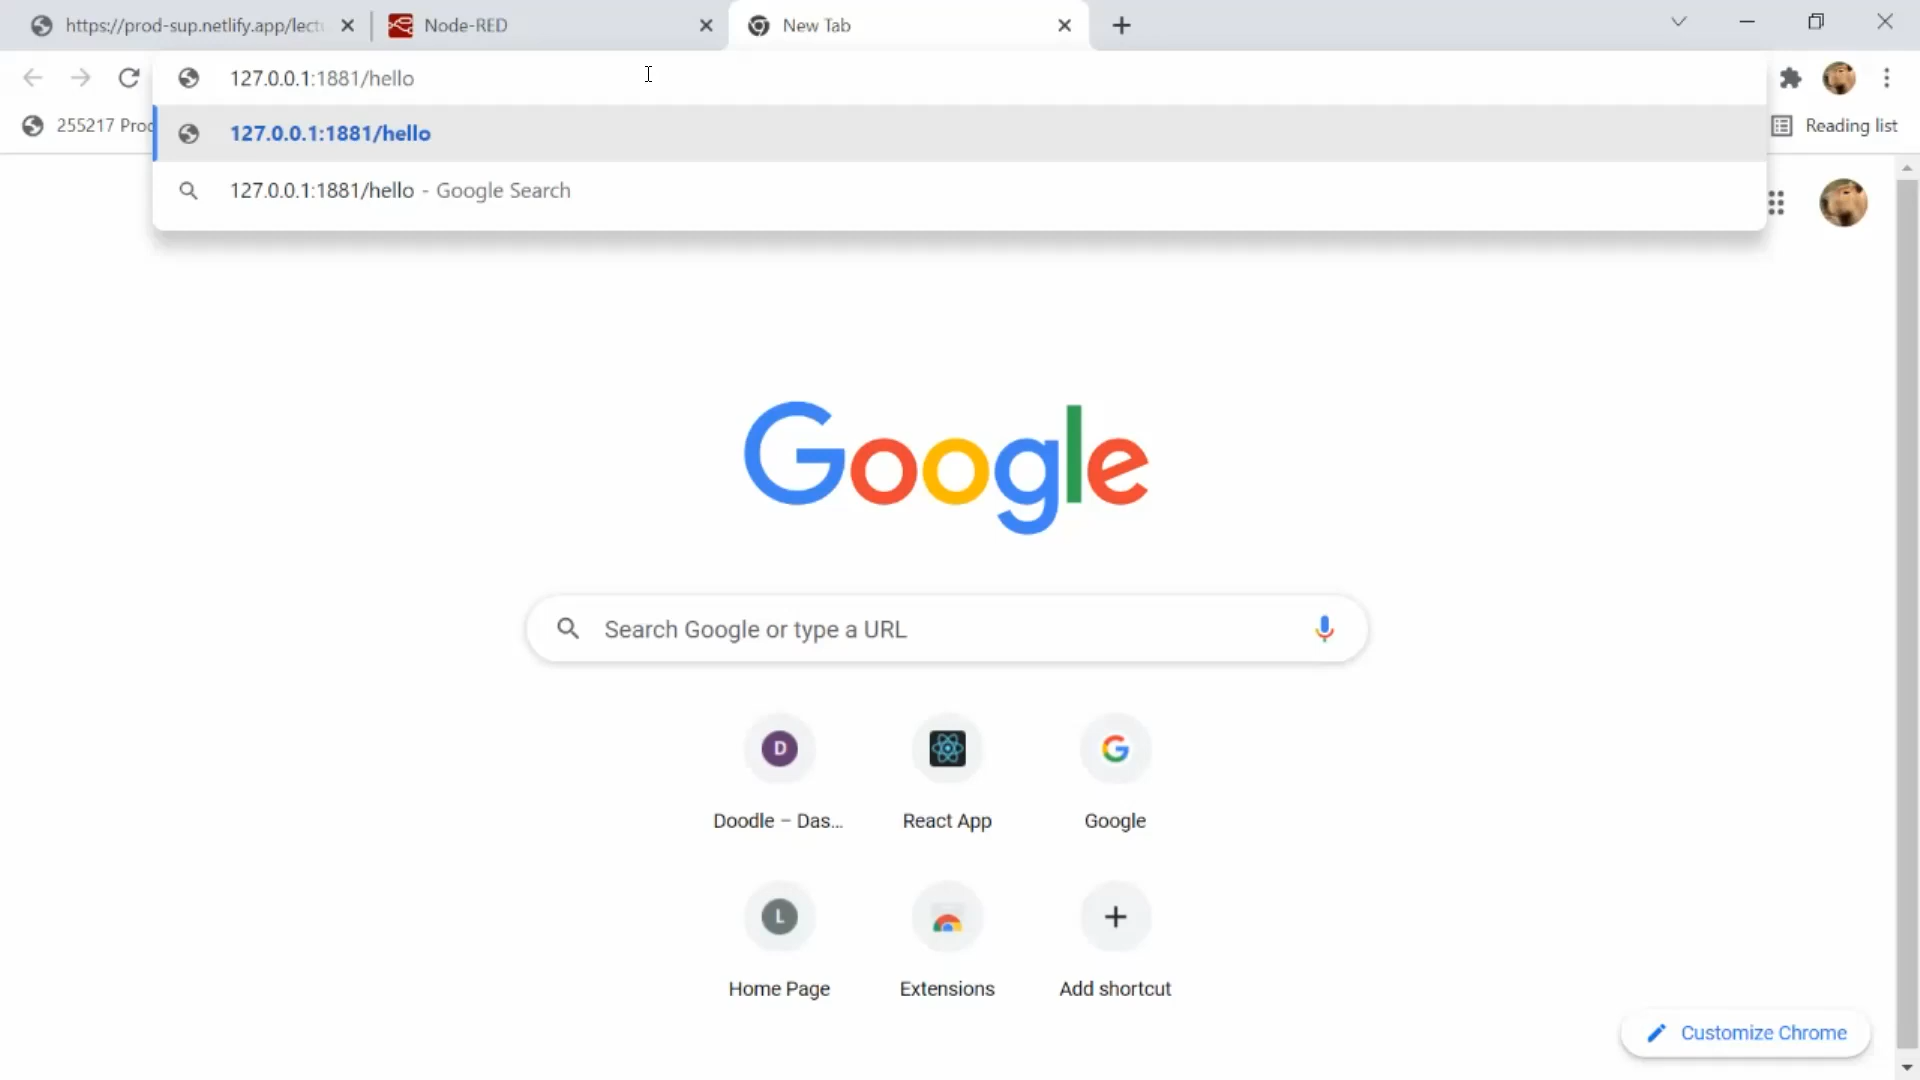 https://prod-sup.netlify.app/lect
Node-RED
New Tab
127.0.0.1:1881/hello
255217 Prod
127.0.0.1:1881/hello
Reading list
127.0.0.1:1881/hello - Google Search
Google
Search Google or type a URL
D
Doodle – Das...
React App
G
Google
L
Home Page
Extensions
Add shortcut
Customize Chrome